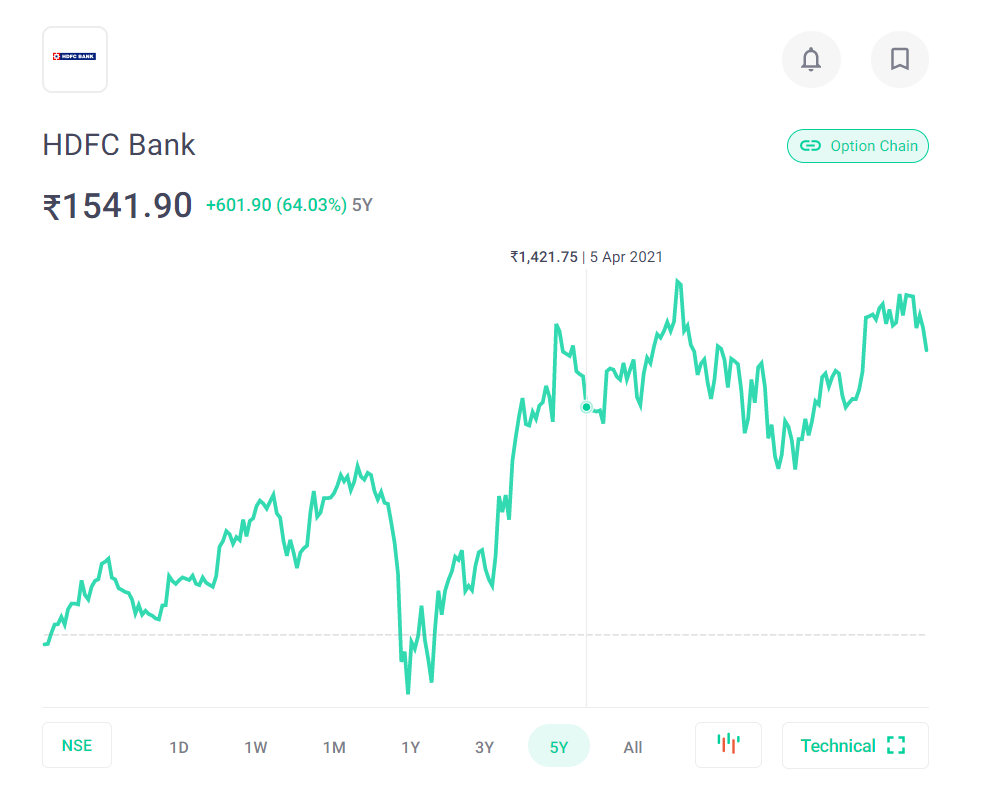 HDFC BANK
HDFC Bank
Option Chain
₹1541.90 +601.90 (64.03%) 5Y
₹1,421.75 | 5 Apr 2021
NSE 1D 1W 1M 1Y 3Y 5Y All Technical